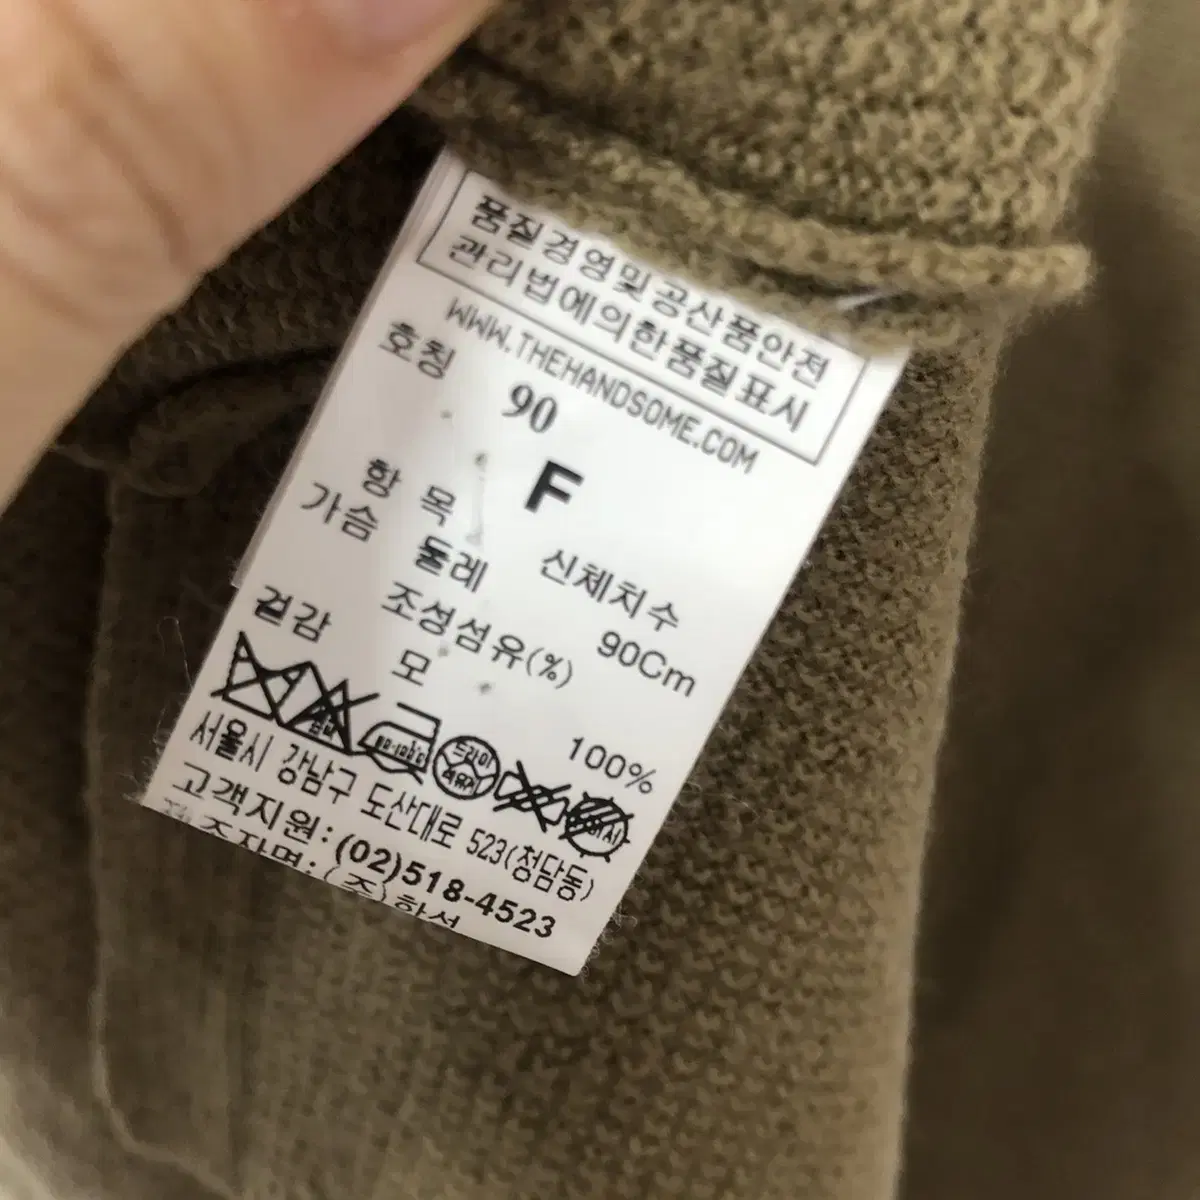 품질경영및공산품안전
관리법에의한품질표시
WWW.THEHANDSOME.COM
호칭 90
F
항 목 신체치수
가슴 둘레 90Cm
조성섬유(%)
겉감 모 100%
드라이
석유계
서울시 강남구 도산대로 523(청담동)
고객지원: (02)518-4523